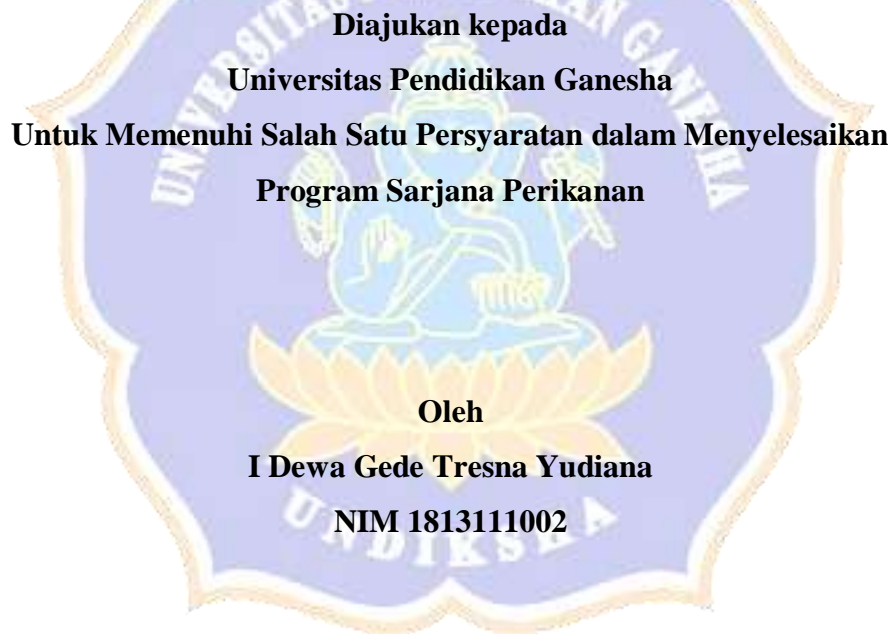 Diajukan kepada
Universitas Pendidikan Ganesha
Untuk Memenuhi Salah Satu Persyaratan dalam Menyelesaikan
Program Sarjana Perikanan
Oleh
I Dewa Gede Tresna Yudiana
NIM 1813111002
UNDIKSHA